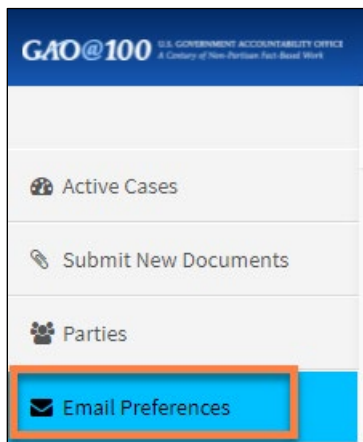 GAO@100 U.S. GOVERNMENT ACCOUNTABILITY OFFICE
A Century of Non-Partisan Fact-Based Work
Active Cases
Submit New Documents
Parties
Email Preferences